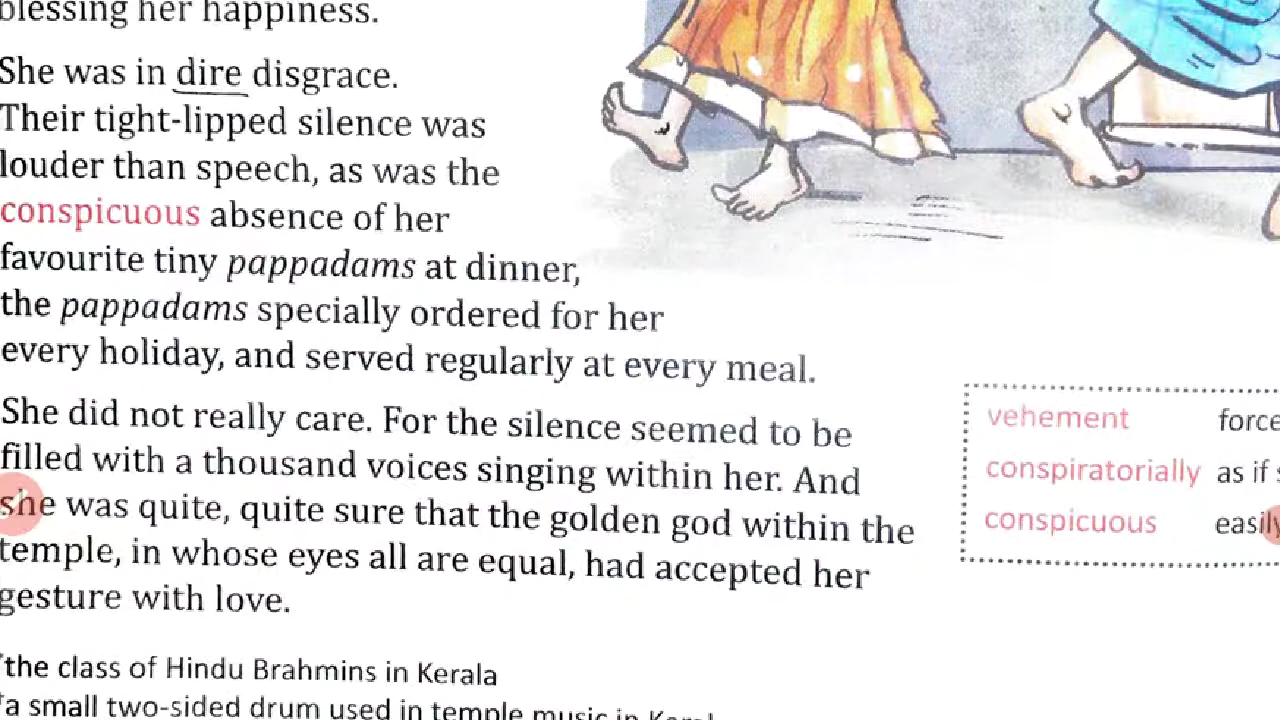 blessing her happiness.
She was in dire disgrace.
Their tight-lipped silence was
louder than speech, as was the
conspicuous absence of her
favourite tiny pappadams at dinner,
the pappadams specially ordered for her
every holiday, and served regularly at every meal.
She did not really care. For the silence seemed to be
filled with a thousand voices singing within her. And
she was quite, quite sure that the golden god within the
temple, in whose eyes all are equal, had accepted her
gesture with love.
vehement force
conspiratorially as if s
conspicuous easily
the class of Hindu Brahmins in Kerala
a small two-sided drum used in temple music in Keral